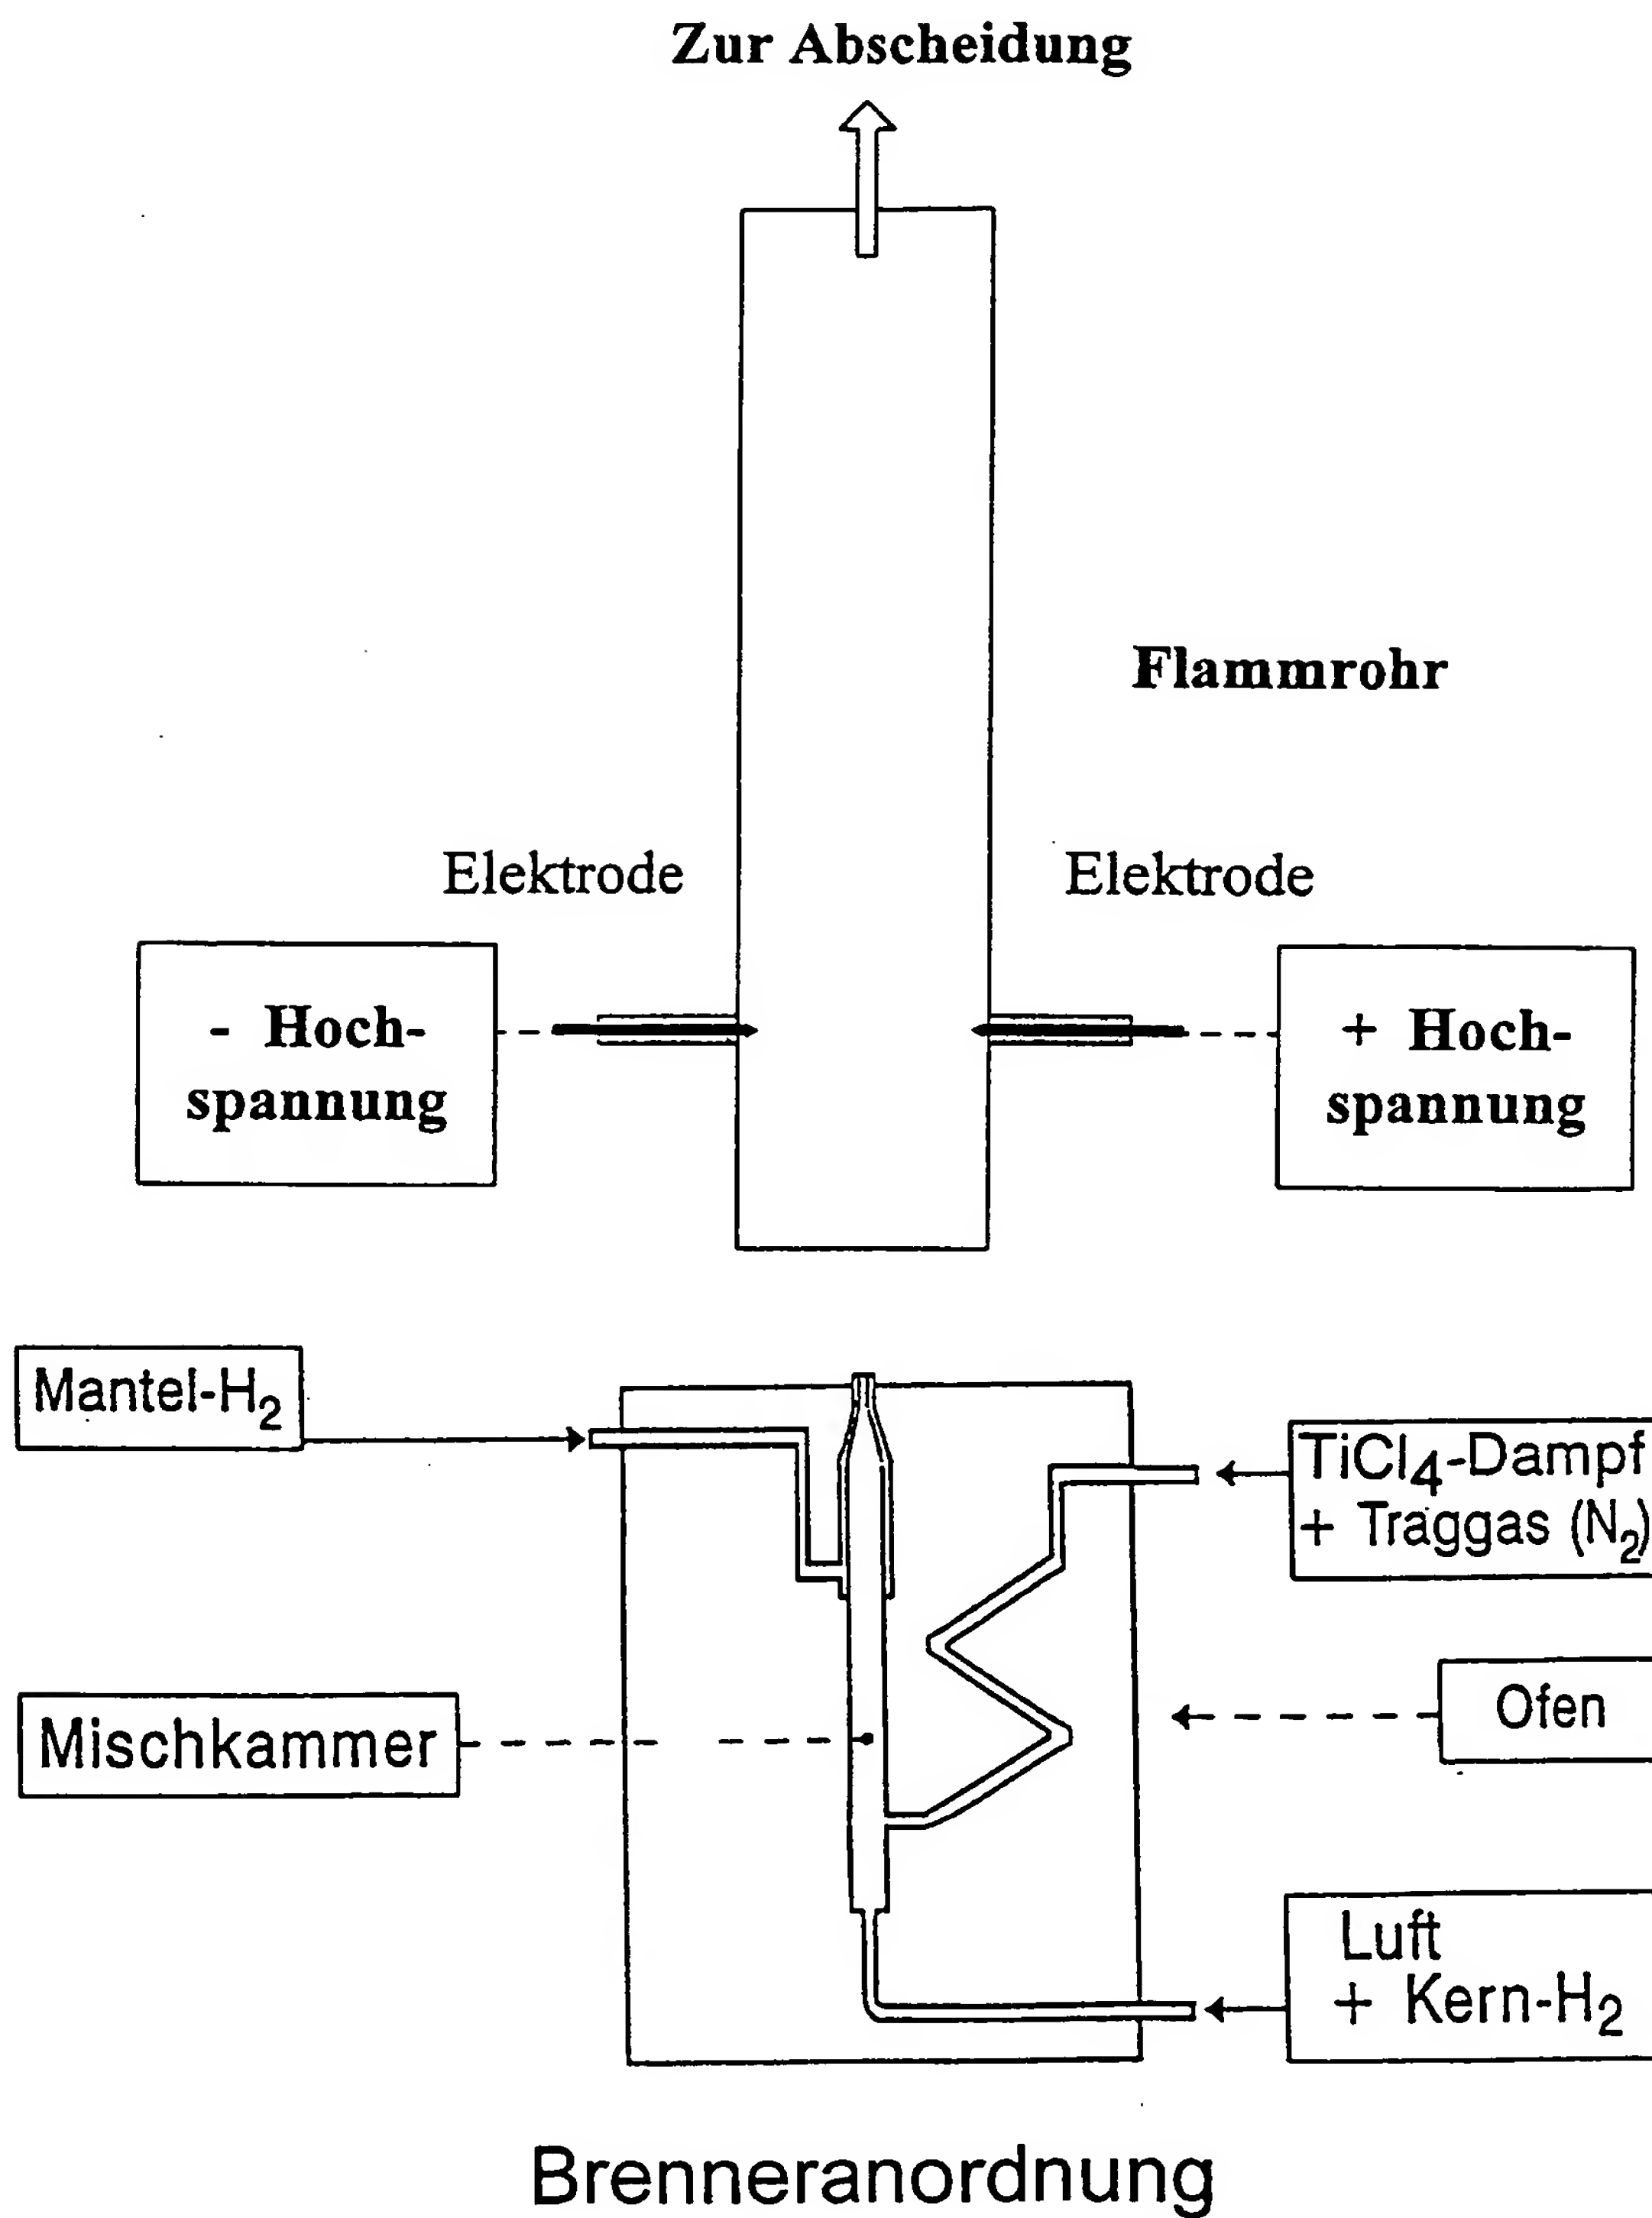 Zur Abscheidung
Flammrohr
Elektrode
Elektrode
- Hoch-
spannung
+ Hoch-
spannung
Mantel-H₂
TiCl₄-Dampf
+ Traggas (N₂)
Ofen
Mischkammer
Luft
+ Kern-H₂
Brenneranordnung